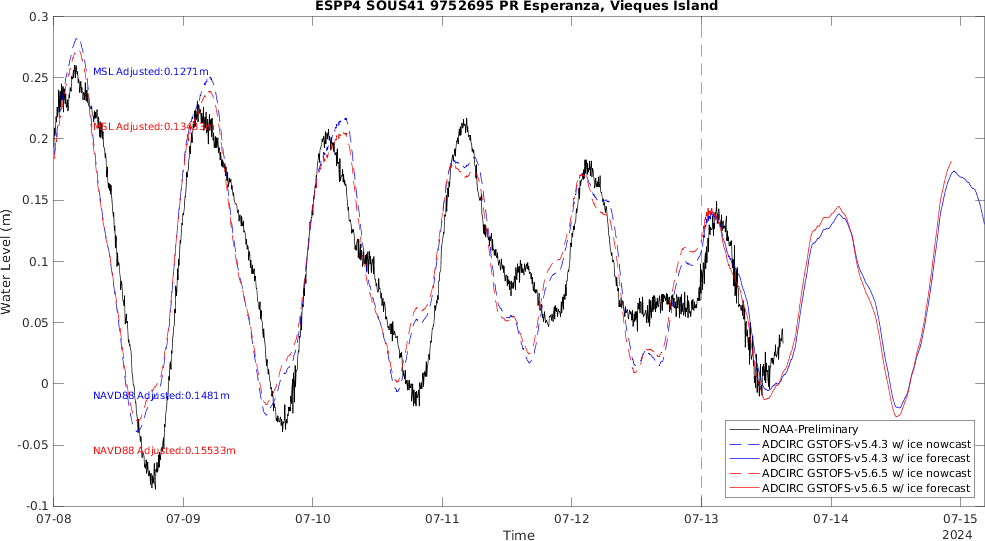 ESPP4 SOUS41 9752695 PR Esperanza, Vieques Island
0.3
0.25
0.2
0.15
0.1
0.05
0
-0.05
-0.1
Water Level (m)
MSL Adjusted:0.1271m
MSL Adjusted:0.134
NAVD88 Adjusted:0.1481m
NAVD88 Adjusted:0.15533m
NOAA-Preliminary
ADCIRC GSTOFS-v5.4.3 w/ ice nowcast
ADCIRC GSTOFS-v5.4.3 w/ ice forecast
ADCIRC GSTOFS-v5.6.5 w/ ice nowcast
ADCIRC GSTOFS-v5.6.5 w/ ice forecast
07-08 07-09 07-10 07-11 07-12 07-13 07-14 07-15
Time
2024